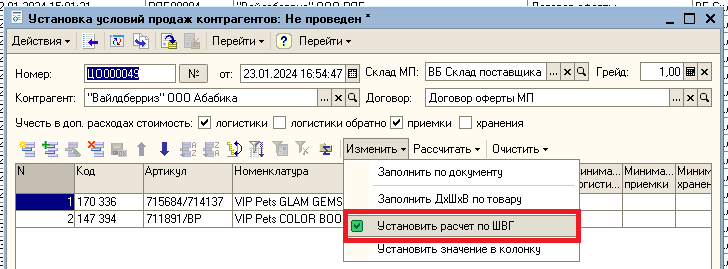 Установка условий продаж контрагентов: Не проведен *
Действия Перейти ? Перейти
Номер: ЦО000049 № от: 23.01.2024 16:54:47 Склад МП: ВБ Склад поставщика ... x Грейд: 1,00
Контрагент: "Вайлдберриз" ООО Абабика ... x Договор: Договор оферты МП ... x
Учесть в доп. расходах стоимость: логистики логистики обратно приемки хранения
Изменить Рассчитать Очистить
N Код Артикул Номенклатура Минима... Минима... Минима...
логисти... приемки хранен
1 170 336 715684/714137 VIP Pets GLAM GEMS
2 147 394 711891/BP VIP Pets COLOR BOO
Заполнить по документу
Заполнить ДхШхВ по товару
Установить расчет по ШВГ
Установить значение в колонку